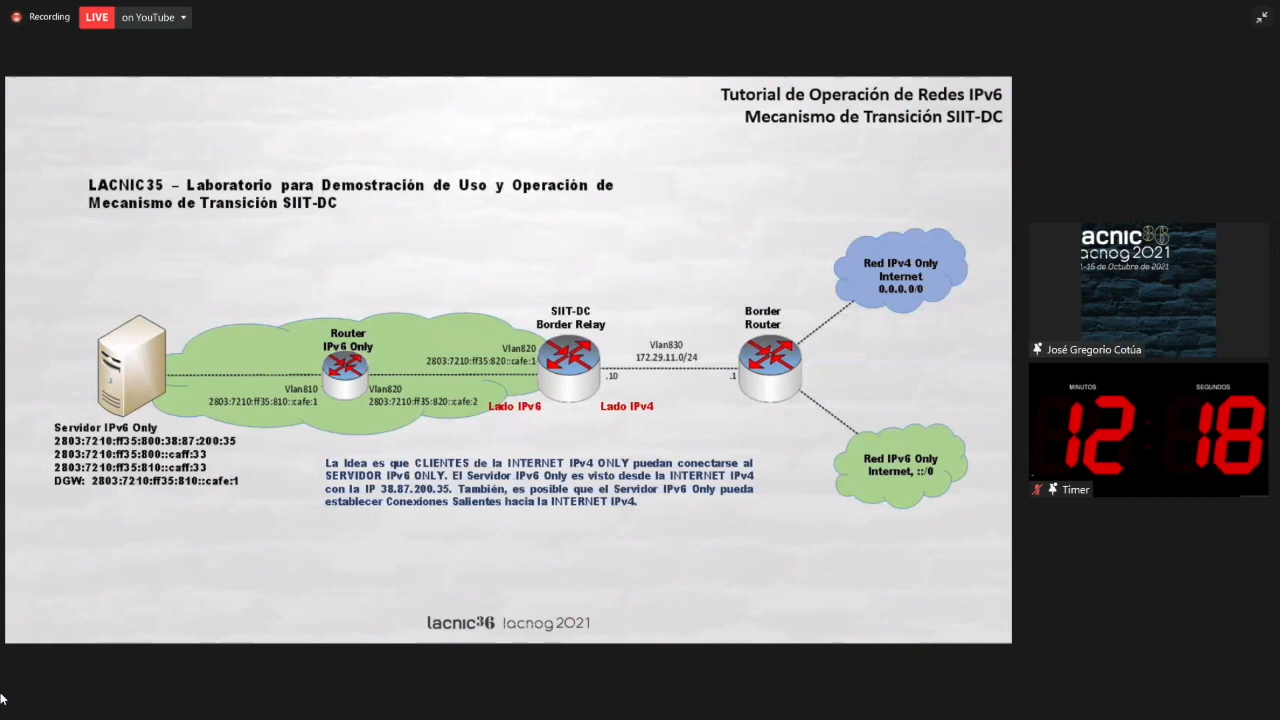 Recording
LIVE
on YouTube
Tutorial de Operación de Redes IPv6
Mecanismo de Transición SIIT-DC
LACNIC35 – Laboratorio para Demostración de Uso y Operación de
Mecanismo de Transición SIIT-DC
Red IPv4 Only
Internet
0.0.0.0/0
SIIT-DC
Border Relay
Border
Router
Router
IPv6 Only
Vlan820
2803:7210:ff35:820::cafe:1
Vlan830
172.29.11.0/24
.10
.1
Vlan810
2803:7210:ff35:810::cafe:1
Vlan820
2803:7210:ff35:820::cafe:2
Lado IPv6
Lado IPv4
Servidor IPv6 Only
2803:7210:ff35:800:38:87:200:35
2803:7210:ff35:800::caff:33
2803:7210:ff35:810::caff:33
DGW: 2803:7210:ff35:810::cafe:1
Red IPv6 Only
Internet, ::/0
La Idea es que CLIENTES de la INTERNET IPv4 ONLY puedan conectarse al
SERVIDOR IPv6 ONLY. El Servidor IPv6 Only es visto desde la INTERNET IPv4
con la IP 38.87.200.35. También, es posible que el Servidor IPv6 Only pueda
establecer Conexiones Salientes hacia la INTERNET IPv4.
lacnic36 lacnog2021
acnic36
acnog2021
-15 de Octubre de 2021
José Gregorio Cotúa
MINUTOS
SEGUNDOS
12:18
Timer